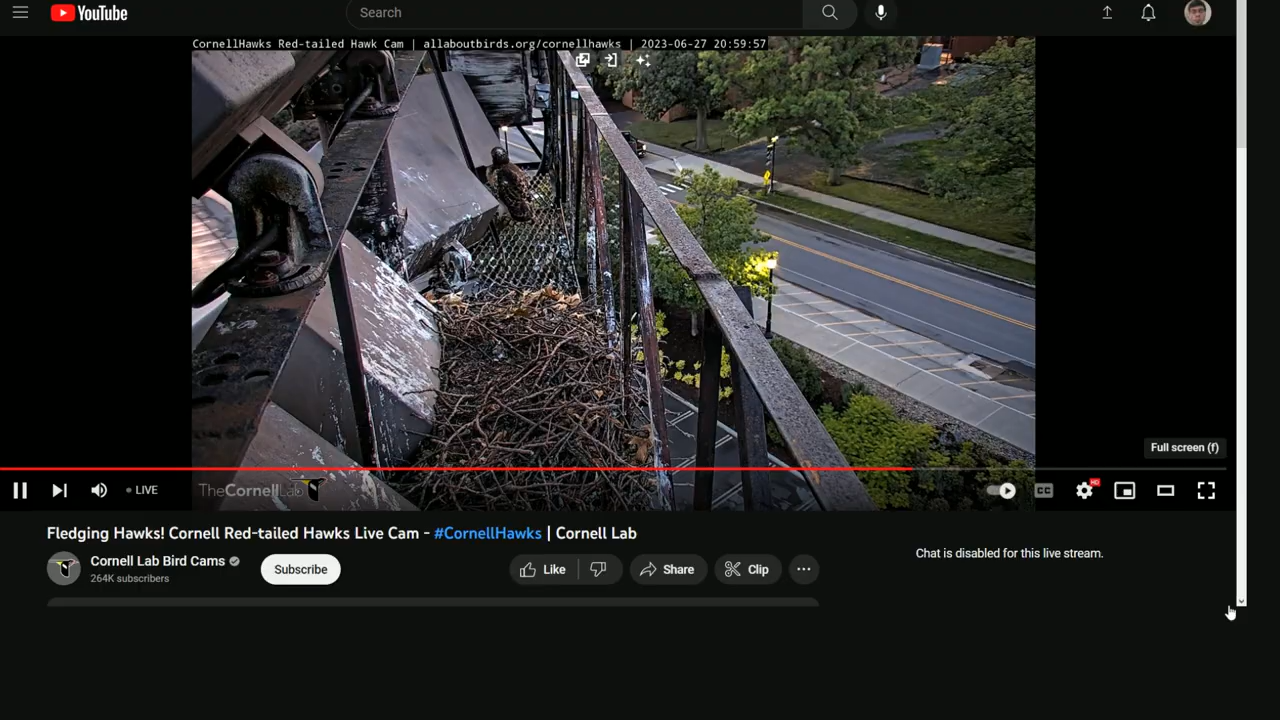 YouTube
Search
CornellHawks Red-tailed Hawk Cam | allaboutbirds.org/cornellhawks | 2023-06-27 20:59:57
Full screen (f)
LIVE
TheCornellLab
CC
HD
Fledging Hawks! Cornell Red-tailed Hawks Live Cam - #CornellHawks | Cornell Lab
Cornell Lab Bird Cams
264K subscribers
Subscribe
Like
Share
Clip
Chat is disabled for this live stream.